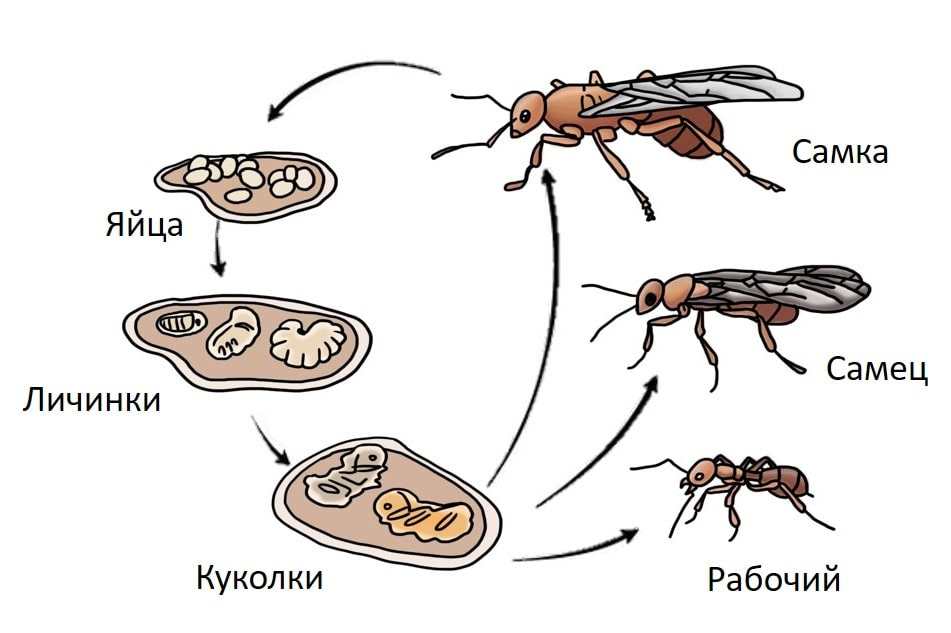 Самка
Яйца
Самец
Личинки
Куколки
Рабочий